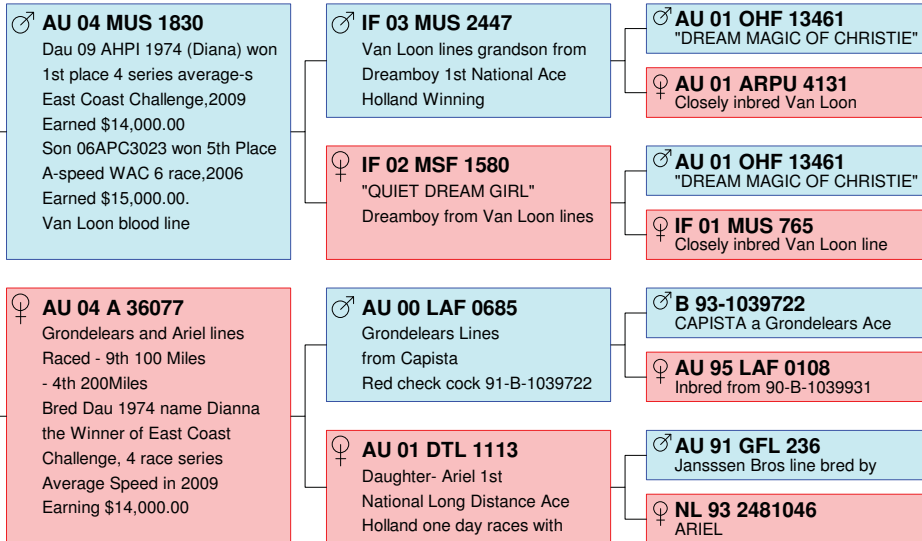 AU 04 MUS 1830
Dau 09 AHPI 1974 (Diana) won
1st place 4 series average-s
East Coast Challenge,2009
Earned $14,000.00
Son 06APC3023 won 5th Place
A-speed WAC 6 race,2006
Earned $15,000.00.
Van Loon blood line
AU 04 A 36077
Grondelears and Ariel lines
Raced - 9th 100 Miles
- 4th 200Miles
Bred Dau 1974 name Dianna
the Winner of East Coast
Challenge, 4 race series
Average Speed in 2009
Earning $14,000.00
IF 03 MUS 2447
Van Loon lines grandson from
Dreamboy 1st National Ace
Holland Winning
IF 02 MSF 1580
"QUIET DREAM GIRL"
Dreamboy from Van Loon lines
AU 00 LAF 0685
Grondelears Lines
from Capista
Red check cock 91-B-1039722
AU 01 DTL 1113
Daughter- Ariel 1st
National Long Distance Ace
Holland one day races with
AU 01 OHF 13461
"DREAM MAGIC OF CHRISTIE"
AU 01 ARPU 4131
Closely inbred Van Loon
AU 01 OHF 13461
"DREAM MAGIC OF CHRISTIE"
IF 01 MUS 765
Closely inbred Van Loon line
B 93-1039722
CAPISTA a Grondelears Ace
AU 95 LAF 0108
Inbred from 90-B-1039931
AU 91 GFL 236
Jansssen Bros line bred by
NL 93 2481046
ARIEL